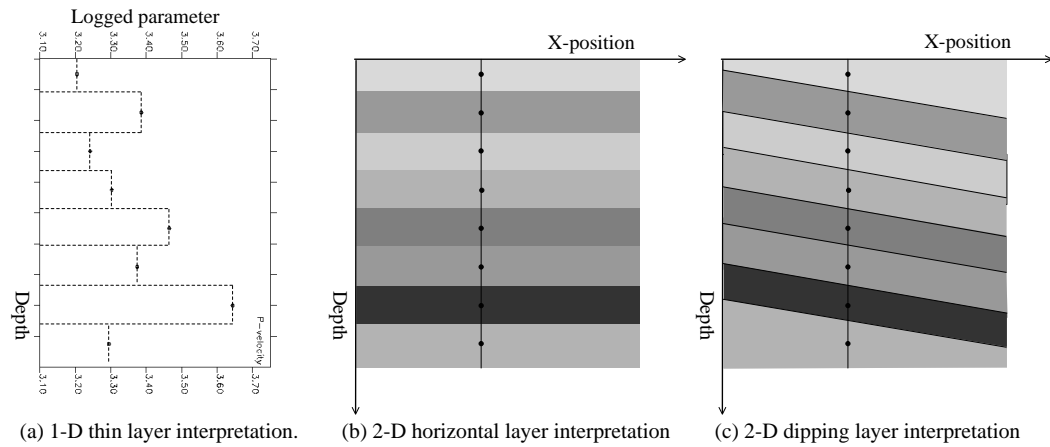 Logged parameter
3.10 3.20 3.30 3.40 3.50 3.60 3.70
Depth
P-velocity
3.10 3.20 3.30 3.40 3.50 3.60 3.70
(a) 1-D thin layer interpretation.
X-position
Depth
(b) 2-D horizontal layer interpretation
X-position
Depth
(c) 2-D dipping layer interpretation